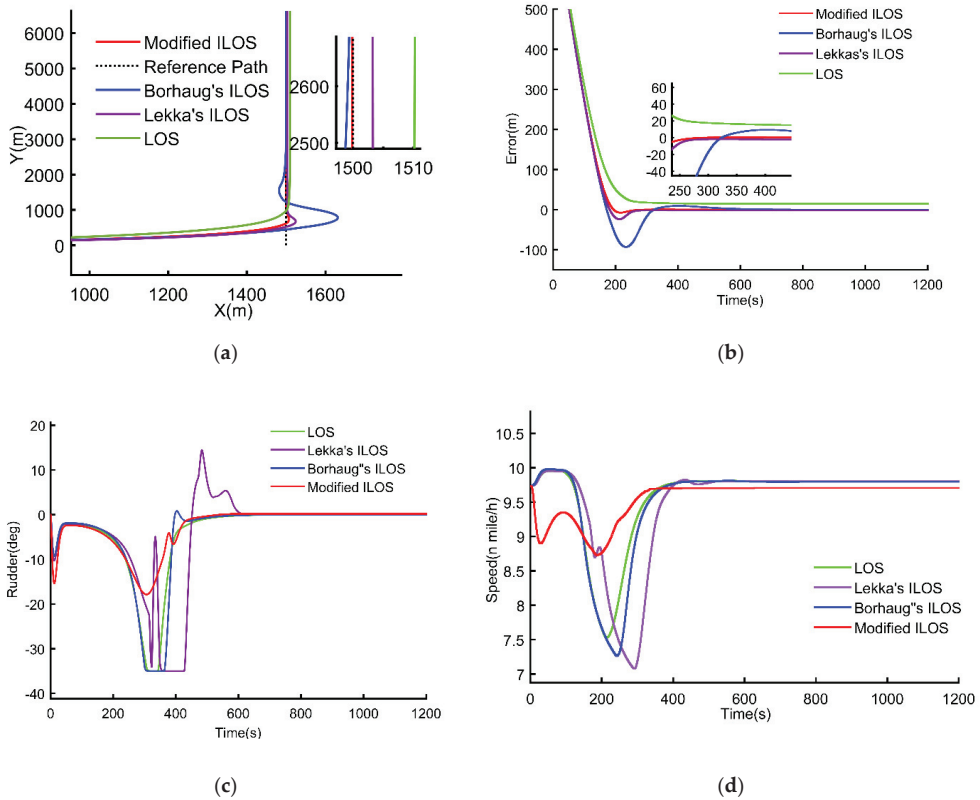 6000
5000
4000
3000
2000
1000
0
Y(m)
Modified ILOS
Reference Path
Borhaug's ILOS
Lekka's ILOS
LOS
2600
2500
1500
1510
1000
1200
1400
1600
X(m)
(a)
500
400
300
200
100
0
-100
Error(m)
Modified ILOS
Borhaug's ILOS
Lekkas's ILOS
LOS
60
40
20
0
-20
-40
250
300
350
400
0
200
400
600
800
1000
1200
Time(s)
(b)
20
10
0
-10
-20
-30
-40
Rudder(deg)
LOS
Lekka's ILOS
Borhaug"s ILOS
Modified ILOS
0
200
400
600
800
1000
1200
Time(s)
(c)
10.5
10
9.5
9
8.5
8
7.5
7
Speed(n mile/h)
LOS
Lekka's ILOS
Borhaug"s ILOS
Modified ILOS
0
200
400
600
800
1000
1200
Time(s)
(d)